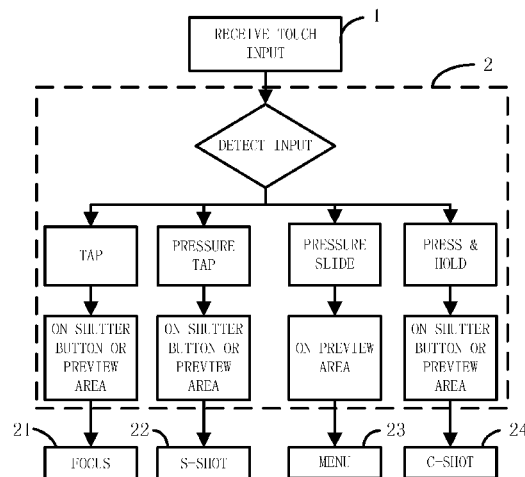 1
RECEIVE TOUCH
INPUT
2
DETECT INPUT
TAP
PRESSURE
TAP
PRESSURE
SLIDE
PRESS &
HOLD
ON SHUTTER
BUTTON OR
PREVIEW
AREA
ON SHUTTER
BUTTON OR
PREVIEW
AREA
ON PREVIEW
AREA
ON SHUTTER
BUTTON OR
PREVIEW
AREA
21
22
23
24
FOCUS
S-SHOT
MENU
C-SHOT